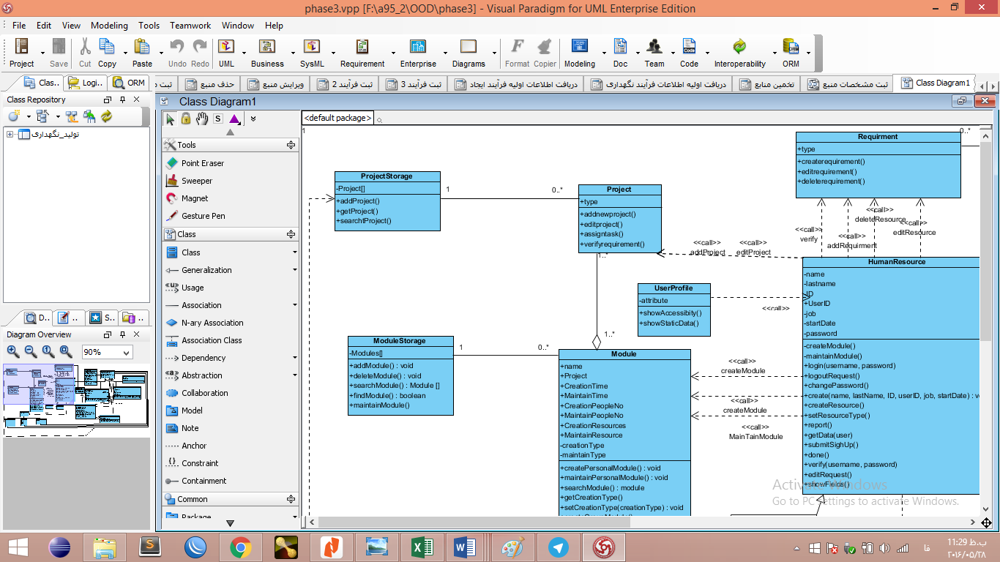 phase3.vpp [F:\a95_2\OOD\phase3] - Visual Paradigm for UML Enterprise Edition
File Edit View Modeling Tools Teamwork Window Help
Project Save Cut Copy Paste Undo Redo UML Business SysML Requirement Enterprise Diagrams Format Copier Modeling Doc Team Code Interoperability ORM
Clas.. Logi.. ORM
حذف منبع
ویرایش منبع
ثبت فرآیند 2
ثبت فرآیند 3
دریافت اطلاعات اولیه فرآیند ایجاد
دریافت اطلاعات اولیه اطلاعات فرآیند نگهداری
تخمین منابع
ثبت مشخصات منبع
Class Diagram1
Class Repository
تولید_نگهداری
D.. S..
Diagram Overview
90%
Class Diagram1
<default package>
Tools
Point Eraser
Sweeper
Magnet
Gesture Pen
Class
Class
Generalization
Usage
Association
N-ary Association
Association Class
Dependency
Abstraction
Collaboration
Model
Note
Anchor
Constraint
Containment
Common
Package
1
ProjectStorage
-Project[]
+addProject()
+getProject()
+searchtProject()
1
0..*
Project
+type
+addnewproject()
+editproject()
+assigntask()
+verifyrequirement()
1..*
1..*
Requirment
+type
+createrequirement()
+editrequirement()
+deleterequirement()
0..*
<<call>>
deleteResource
<<call>>
editResource
<<call>>
verify
<<call>>
addRequirment
<<call>>
addProject
<<call>>
editProject
UserProfile
-attribute
+showAccessibity()
+showStaticData()
<<call>>
HumanResource
-name
-lastname
-ID
+UserID
-job
-startDate
-password
-createModule()
-maintainModule()
+login(username, password)
+logoutRequest()
+changePassword()
+create(name, lastName, ID, userID, job, startDate) : v
+createResource()
+setResourceType()
+report()
+getData(user)
+submitSighUp()
+done()
+verify(username, password)
+editRequest()
+showFields()
ModuleStorage
-Modules[]
+addModule() : void
+deleteModule() : void
+searchModule() : Module []
+findModule() : boolean
+maintainModule()
1
0..*
Module
+name
+Project
+CreationTime
+MaintainTime
+CreationPeopleNo
+MaintainPeopleNo
+CreationResources
+MaintainResource
-creationType
-maintainType
+createPersonalModule() : void
+maintainPersonalModule() : void
+searchModule() : module
+getCreationType()
+setCreationType(creationType) : void
<<call>>
createModule
<<call>>
createModule
<<call>>
MainTainModule
Activate Windows
Go to PC settings to activate Windows.
فا
11:29 ب.ظ
۲۰۱۶/۰۵/۲۸